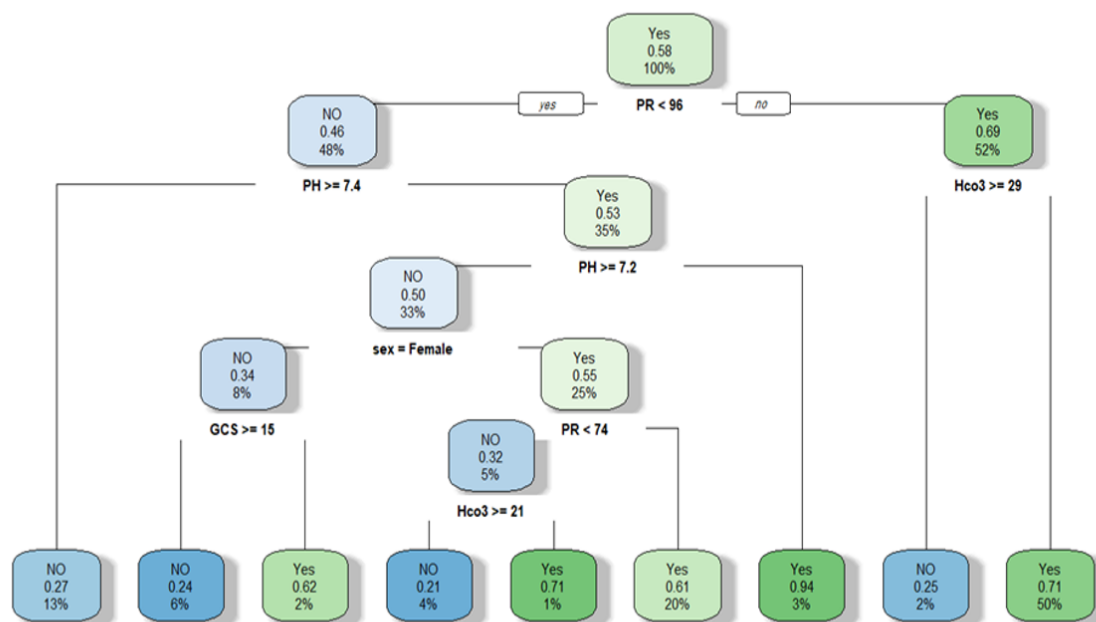 Yes
0.58
100%
yes
PR < 96
no
NO
0.46
48%
Yes
0.69
52%
PH >= 7.4
Hco3 >= 29
Yes
0.53
35%
PH >= 7.2
NO
0.50
33%
sex = Female
NO
0.34
8%
Yes
0.55
25%
GCS >= 15
PR < 74
NO
0.32
5%
Hco3 >= 21
NO
0.27
13%
NO
0.24
6%
Yes
0.62
2%
NO
0.21
4%
Yes
0.71
1%
Yes
0.61
20%
Yes
0.94
3%
NO
0.25
2%
Yes
0.71
50%